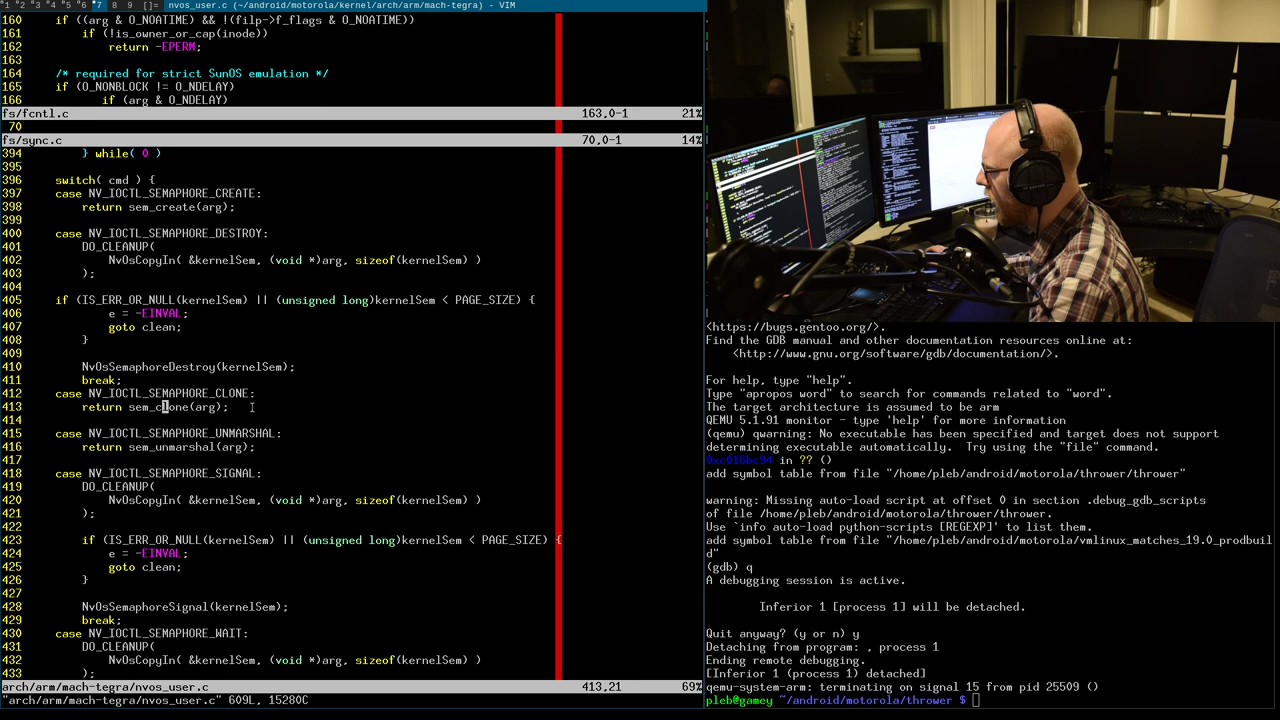 1 2 3 4 5 6 7 8 9 []= nvos_user.c (~/android/motorola/kernel/arch/arm/mach-tegra) - VIM
160     if ((arg & O_NOATIME) && !(filp->f_flags & O_NOATIME))
161         if (!is_owner_or_cap(inode))
162             return -EPERM;
163
164     /* required for strict SunOS emulation */
165     if (O_NONBLOCK != O_NDELAY)
166            if (arg & O_NDELAY)
fs/fcntl.c 163,0-1 21%
70
fs/sync.c 70,0-1 14%
394         } while( 0 )
395
396     switch( cmd ) {
397     case NV_IOCTL_SEMAPHORE_CREATE:
398         return sem_create(arg);
399
400     case NV_IOCTL_SEMAPHORE_DESTROY:
401         DO_CLEANUP(
402             NvOsCopyIn( &kernelSem, (void *)arg, sizeof(kernelSem) )
403         );
404
405     if (IS_ERR_OR_NULL(kernelSem) || (unsigned long)kernelSem < PAGE_SIZE) {
406             e = -EINVAL;
407             goto clean;
408         }
409
410         NvOsSemaphoreDestroy(kernelSem);
411         break;
412     case NV_IOCTL_SEMAPHORE_CLONE:
413         return sem_clone(arg);
414
415     case NV_IOCTL_SEMAPHORE_UNMARSHAL:
416         return sem_unmarshal(arg);
417
418     case NV_IOCTL_SEMAPHORE_SIGNAL:
419         DO_CLEANUP(
420             NvOsCopyIn( &kernelSem, (void *)arg, sizeof(kernelSem) )
421         );
422
423         if (IS_ERR_OR_NULL(kernelSem) || (unsigned long)kernelSem < PAGE_SIZE) {
424             e = -EINVAL;
425             goto clean;
426         }
427
428         NvOsSemaphoreSignal(kernelSem);
429         break;
430     case NV_IOCTL_SEMAPHORE_WAIT:
431         DO_CLEANUP(
432             NvOsCopyIn( &kernelSem, (void *)arg, sizeof(kernelSem) )
433         );
arch/arm/mach-tegra/nvos_user.c 413,21 69%
"arch/arm/mach-tegra/nvos_user.c" 609L, 15280C
<https://bugs.gentoo.org/>.
Find the GDB manual and other documentation resources online at:
    <http://www.gnu.org/software/gdb/documentation/>.

For help, type "help".
Type "apropos word" to search for commands related to "word".
The target architecture is assumed to be arm
QEMU 5.1.91 monitor - type 'help' for more information
(qemu) qwarning: No executable has been specified and target does not support
determining executable automatically.  Try using the "file" command.
0xc016bc94 in ?? ()
add symbol table from file "/home/pleb/android/motorola/thrower/thrower"

warning: Missing auto-load script at offset 0 in section .debug_gdb_scripts
of file /home/pleb/android/motorola/thrower/thrower.
Use `info auto-load python-scripts [REGEXP]' to list them.
add symbol table from file "/home/pleb/android/motorola/vmlinux_matches_19.0_prodbuil
d"
(gdb) q
A debugging session is active.

        Inferior 1 [process 1] will be detached.

Quit anyway? (y or n) y
Detaching from program: , process 1
Ending remote debugging.
[Inferior 1 (process 1) detached]
qemu-system-arm: terminating on signal 15 from pid 25509 ()
pleb@gamey ~/android/motorola/thrower $